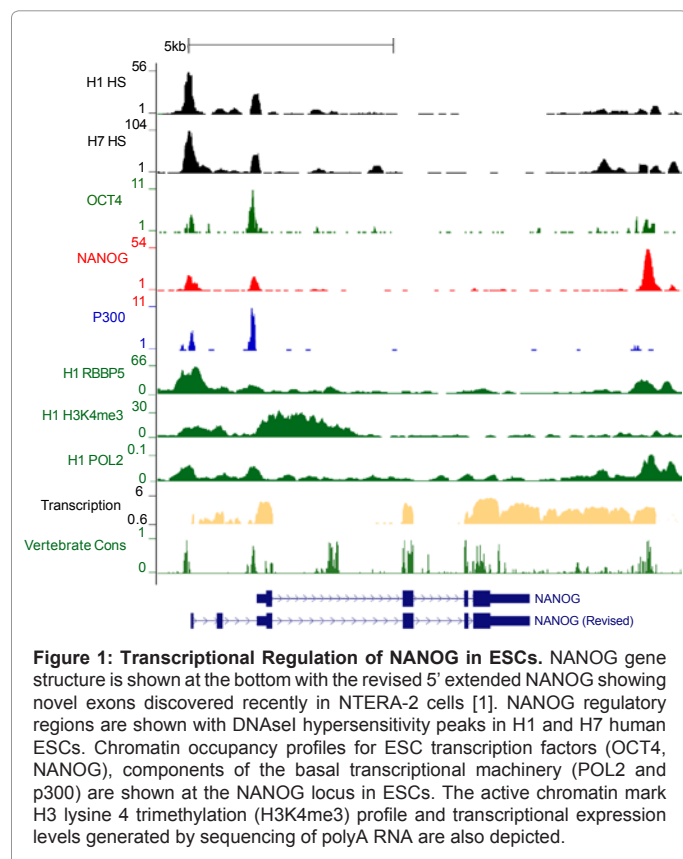 5kb
56
H1 HS
1
104
H7 HS
1
11
OCT4
1
54
NANOG
1
11
P300
1
66
H1 RBBP5
0
30
H1 H3K4me3
0
0.1
H1 POL2
0
6
Transcription
0.6
1
Vertebrate Cons
0
NANOG
NANOG (Revised)
Figure 1: Transcriptional Regulation of NANOG in ESCs. NANOG gene
structure is shown at the bottom with the revised 5' extended NANOG showing
novel exons discovered recently in NTERA-2 cells [1]. NANOG regulatory
regions are shown with DNAseI hypersensitivity peaks in H1 and H7 human
ESCs. Chromatin occupancy profiles for ESC transcription factors (OCT4,
NANOG), components of the basal transcriptional machinery (POL2 and
p300) are shown at the NANOG locus in ESCs. The active chromatin mark
H3 lysine 4 trimethylation (H3K4me3) profile and transcriptional expression
levels generated by sequencing of polyA RNA are also depicted.